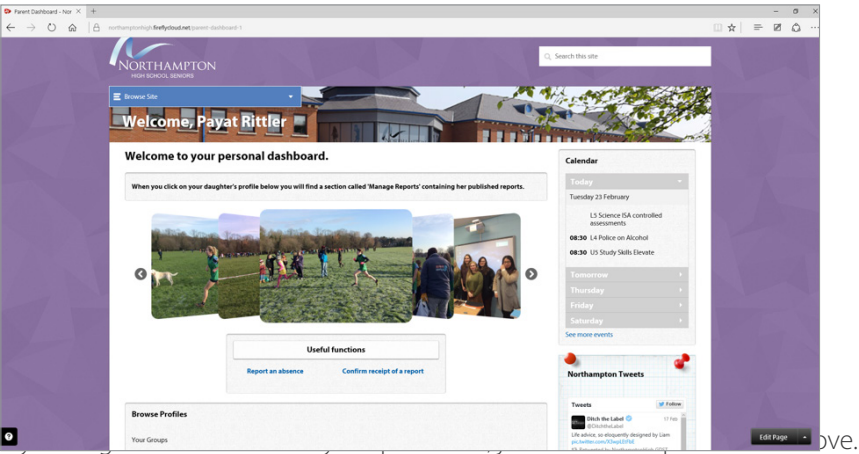 Parent Dashboard - Nor
northamptonhigh.fireflycloud.net/parent-dashboard-1
NORTHAMPTON
HIGH SCHOOL SENIORS
Search this site
Browse Site
Welcome, Payat Rittler
Welcome to your personal dashboard.
When you click on your daughter's profile below you will find a section called 'Manage Reports' containing her published reports.
Useful functions
Report an absence Confirm receipt of a report
Browse Profiles
Your Groups
Calendar
Today
Tuesday 23 February
L5 Science ISA controlled
assessments
08:30 L4 Police on Alcohol
08:30 U5 Study Skills Elevate
Tomorrow
Thursday
Friday
Saturday
See more events
Northampton Tweets
Tweets Follow
Ditch the Label 17 Feb
@DitchtheLabel
Life advice, so eloquently designed by Liam
Edit Page
ove.